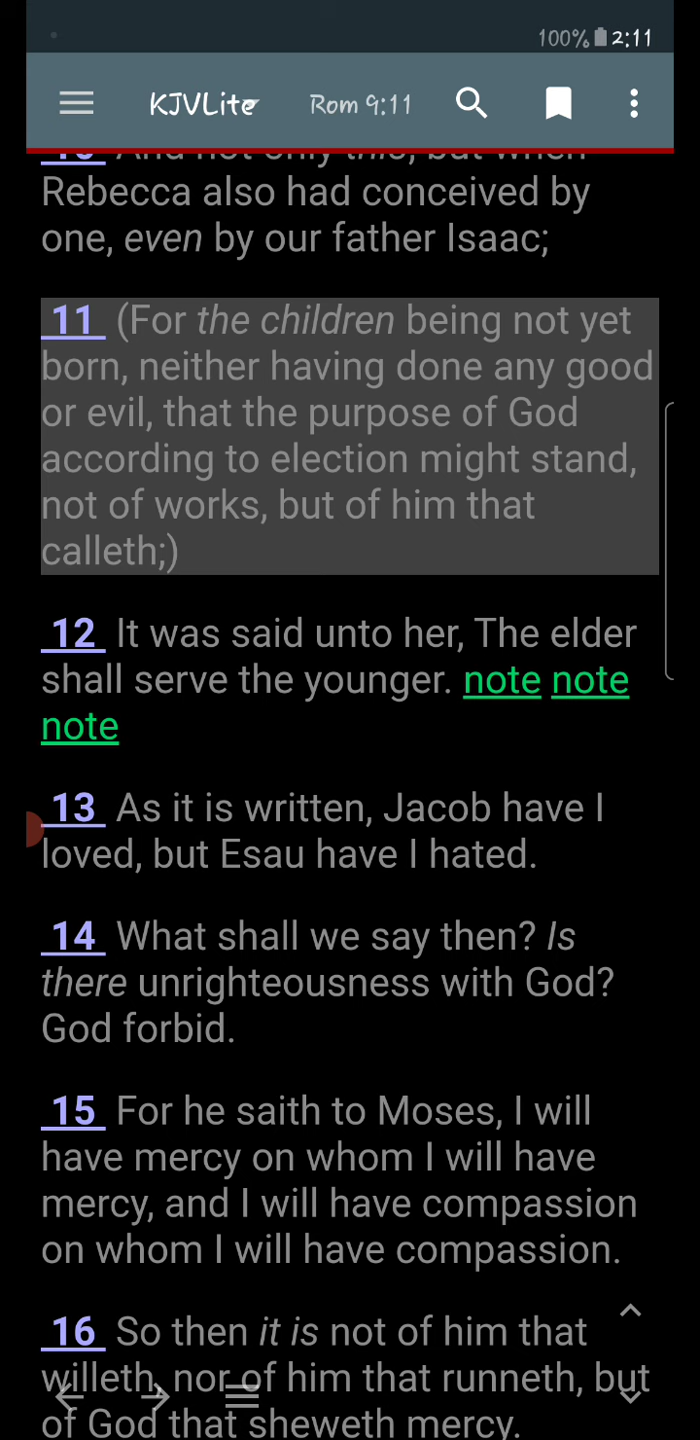 100% 2:11
KJVLite Rom 9:11
10 And not only this; but when
Rebecca also had conceived by
one, even by our father Isaac;
11 (For the children being not yet
born, neither having done any good
or evil, that the purpose of God
according to election might stand,
not of works, but of him that
calleth;)
12 It was said unto her, The elder
shall serve the younger. note note
note
13 As it is written, Jacob have I
loved, but Esau have I hated.
14 What shall we say then? Is
there unrighteousness with God?
God forbid.
15 For he saith to Moses, I will
have mercy on whom I will have
mercy, and I will have compassion
on whom I will have compassion.
16 So then it is not of him that
willeth, nor of him that runneth, but
of God that sheweth mercy.